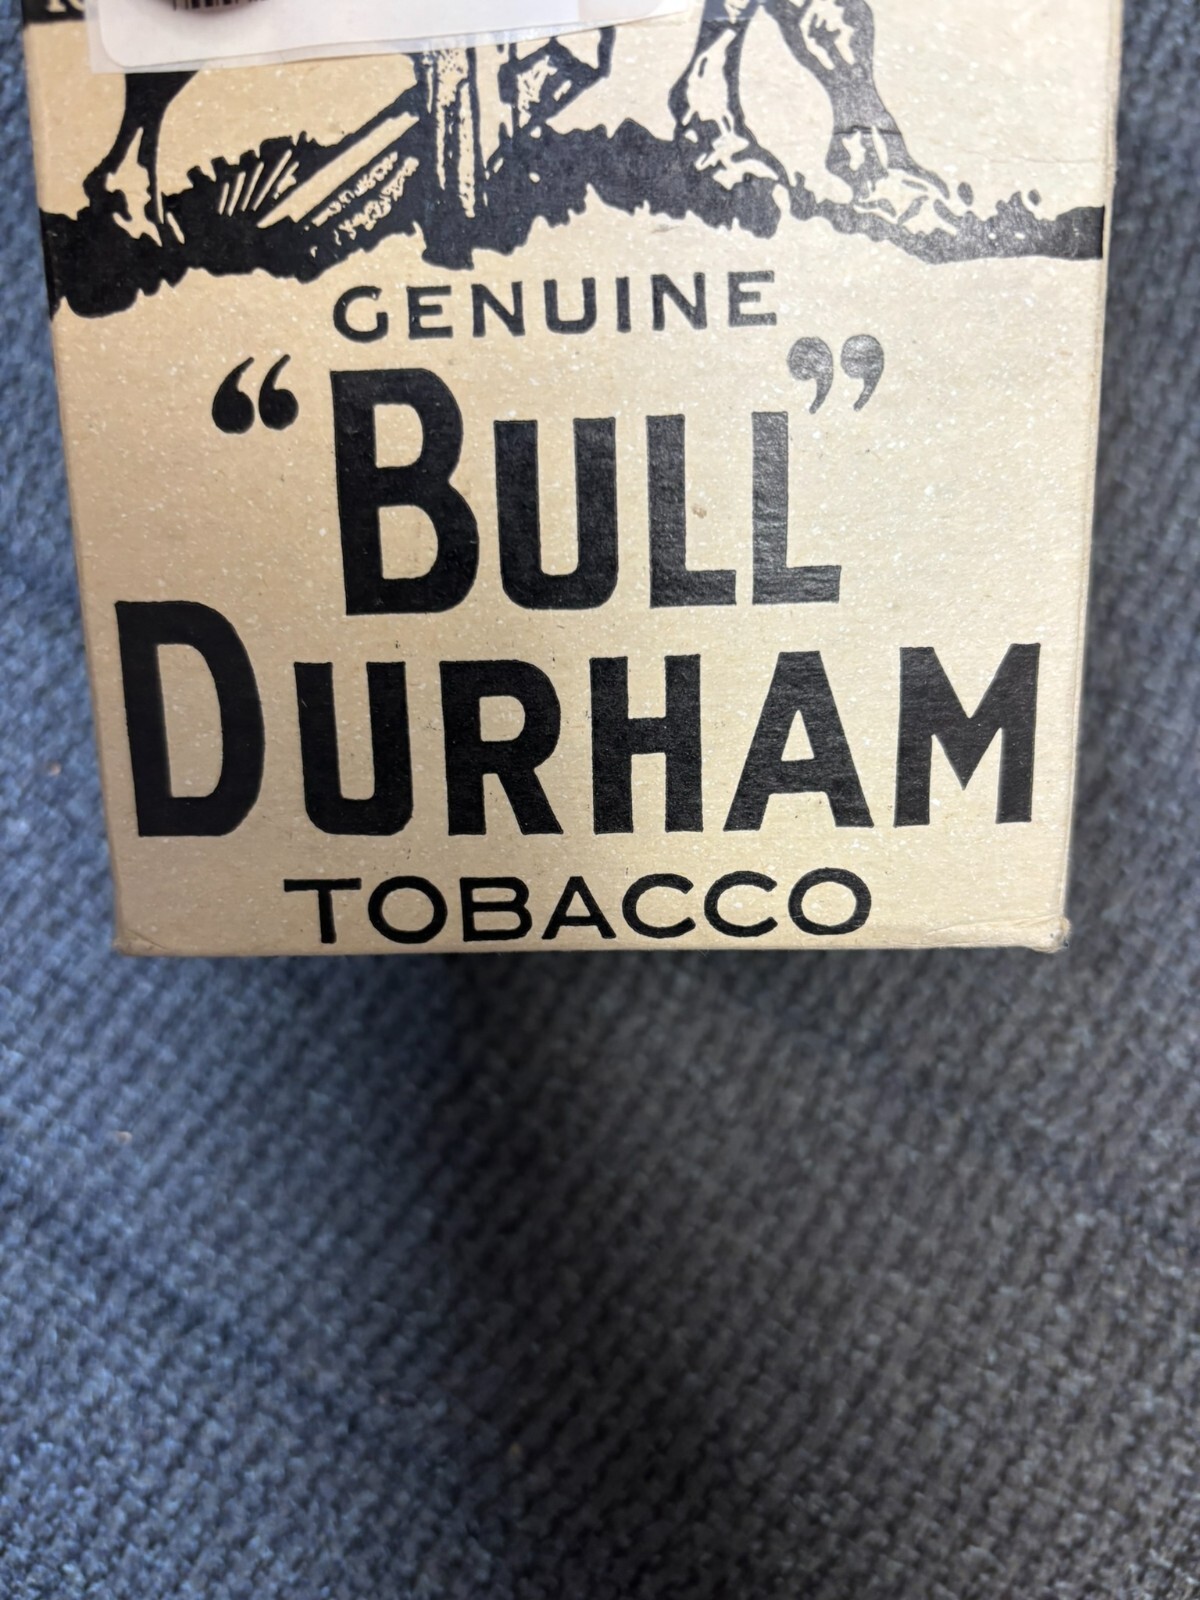 GENUINE
“BULL”
DURHAM
TOBACCO